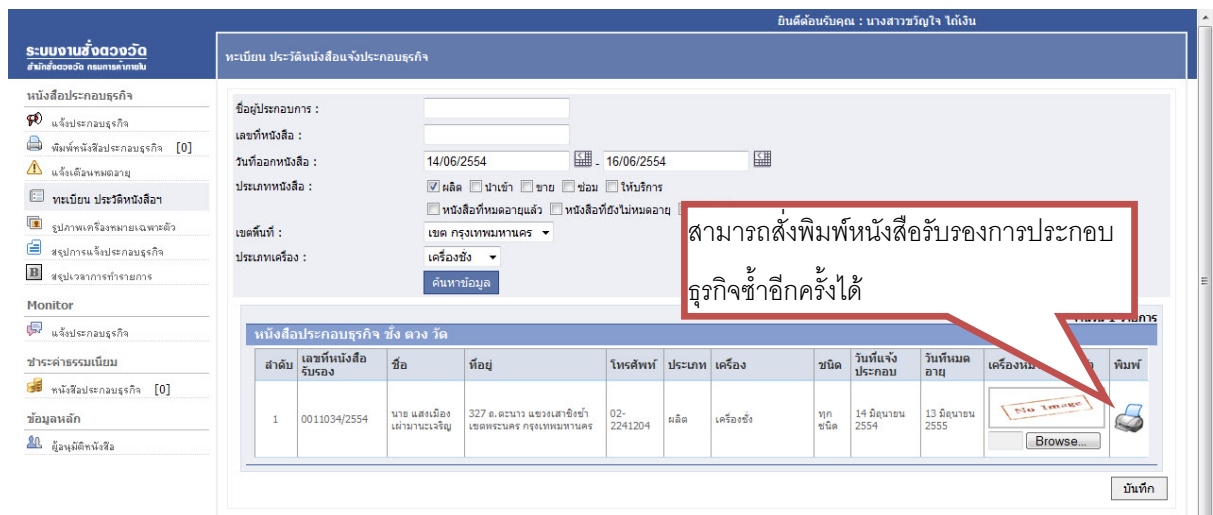 ยินดีต้อนรับคุณ : นางสาวขวัญใจ ไถ้เงิน
ระบบงานชั่งตวงวัด
สำนักชั่งตวงวัด กรมการค้าภายใน
ทะเบียน ประวัติหนังสือแจ้งประกอบธุรกิจ
หนังสือประกอบธุรกิจ
แจ้งประกอบธุรกิจ
พิมพ์หนังสือประกอบธุรกิจ [0]
แจ้งเตือนหมดอายุ
ทะเบียน ประวัติหนังสือฯ
รูปภาพเครื่องหมายเฉพาะตัว
สรุปการแจ้งประกอบธุรกิจ
สรุปเวลาการทำรายการ
Monitor
แจ้งประกอบธุรกิจ
ชำระค่าธรรมเนียม
หนังสือประกอบธุรกิจ [0]
ข้อมูลหลัก
ผู้อนุมัติหนังสือ
ชื่อผู้ประกอบการ :
เลขที่หนังสือ :
วันที่ออกหนังสือ : 14/06/2554 - 16/06/2554
ประเภทหนังสือ : ผลิต นำเข้า ขาย ซ่อม ให้บริการ
หนังสือที่หมดอายุแล้ว หนังสือที่ยังไม่หมดอายุ
เขตพื้นที่ : เขต กรุงเทพมหานคร
ประเภทเครื่อง : เครื่องชั่ง
ค้นหาข้อมูล
สามารถสั่งพิมพ์หนังสือรับรองการประกอบ
ธุรกิจซ้ำอีกครั้งได้
1 รายการ
หนังสือประกอบธุรกิจ ชั่ง ตวง วัด
ลำดับ เลขที่หนังสือรับรอง ชื่อ ที่อยู่ โทรศัพท์ ประเภท เครื่อง ชนิด วันที่แจ้งประกอบ วันที่หมดอายุ พิมพ์
1 0011034/2554 นาย แสงเมือง เผ่ามานะเจริญ 327 ถ.ตะนาว แขวงเสาชิงช้า เขตพระนคร กรุงเทพมหานคร 02-2241204 ผลิต เครื่องชั่ง ทุกชนิด 14 มิถุนายน 2554 13 มิถุนายน 2555 No Image
Browse...
บันทึก